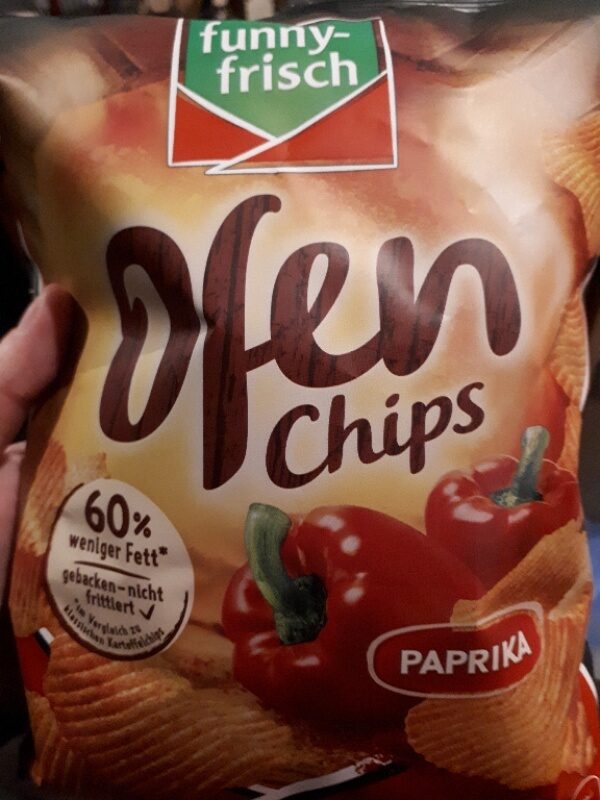 funny-
frisch
Ofen
Chips
60%
weniger Fett*
gebacken - nicht
frittiert ✓
*im Vergleich zu
klassischen Kartoffelchips
PAPRIKA